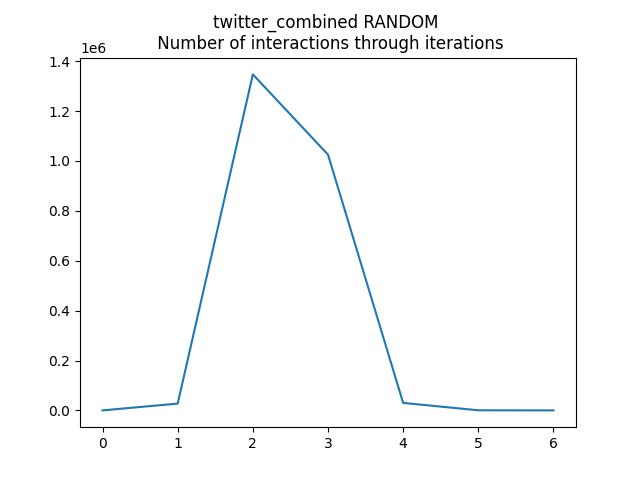 twitter_combined RANDOM
Number of interactions through iterations
1e6
1.4
1.2
1.0
0.8
0.6
0.4
0.2
0.0
0 1 2 3 4 5 6